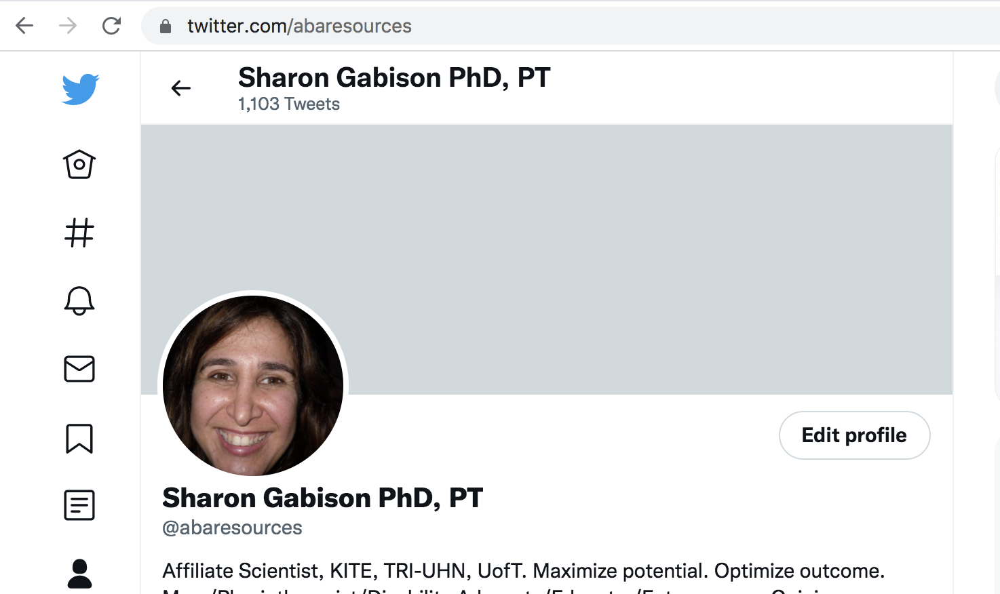 twitter.com/abaresources
Sharon Gabison PhD, PT
1,103 Tweets
Edit profile
Sharon Gabison PhD, PT
@abaresources
Affiliate Scientist, KITE, TRI-UHN, UofT. Maximize potential. Optimize outcome.